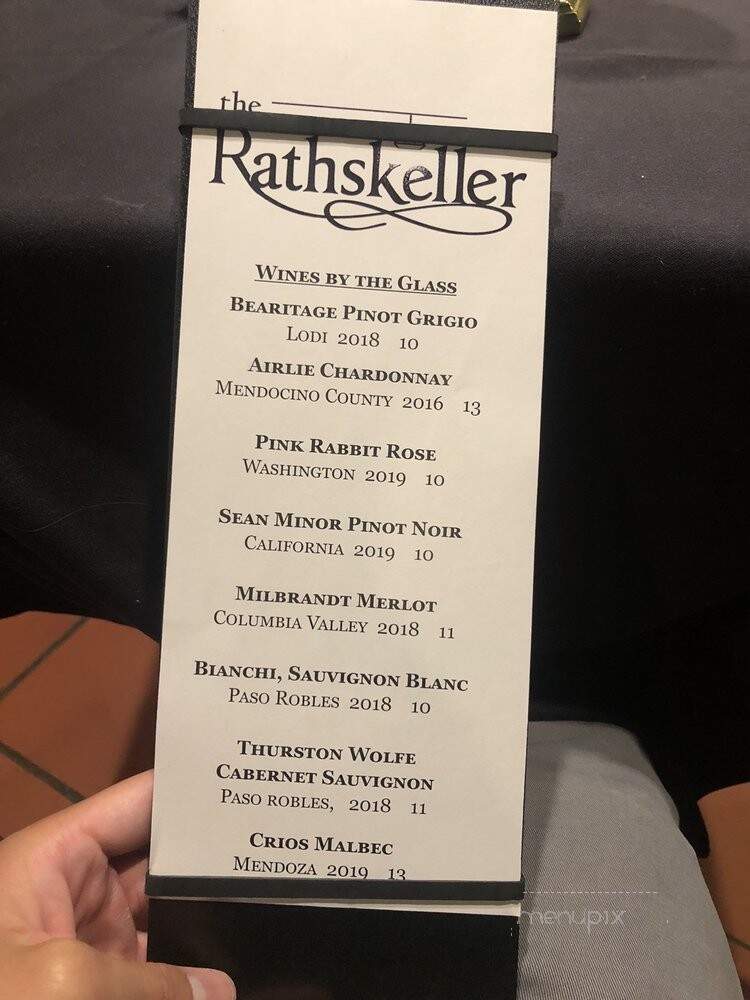 the
Rathskeller
WINES BY THE GLASS
BEARITAGE PINOT GRIGIO
LODI 2018 10
AIRLIE CHARDONNAY
MENDOCINO COUNTY 2016 13
PINK RABBIT ROSE
WASHINGTON 2019 10
SEAN MINOR PINOT NOIR
CALIFORNIA 2019 10
MILBRANDT MERLOT
COLUMBIA VALLEY 2018 11
BIANCHI, SAUVIGNON BLANC
PASO ROBLES 2018 10
THURSTON WOLFE
CABERNET SAUVIGNON
PASO ROBLES, 2018 11
CRIOS MALBEC
MENDOZA 2019 13
menupix